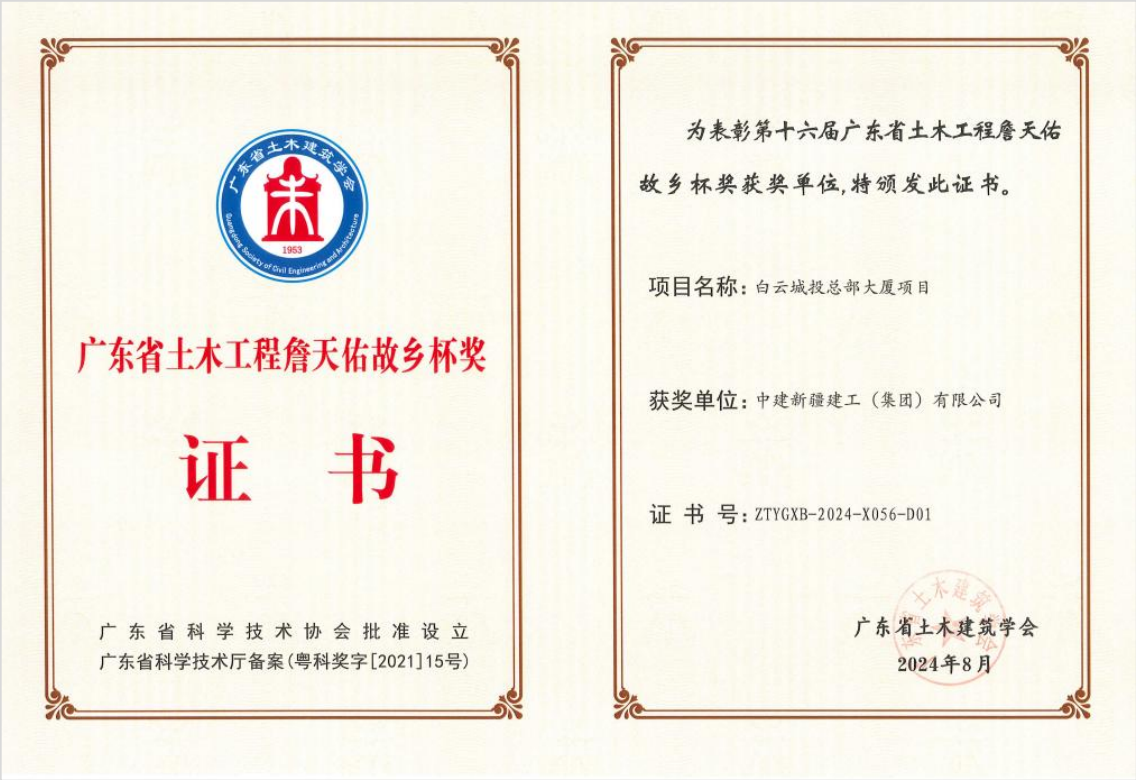 广东省土木建筑学会
1953
Guangdong Society of Civil Engineering and Architecture
广东省土木工程詹天佑故乡杯奖
证 书
广东省科学技术协会批准设立
广东省科学技术厅备案(粤科奖字[2021]15号)
为表彰第十六届广东省土木工程詹天佑
故乡杯奖获奖单位,特颁发此证书。
项目名称:白云城投总部大厦项目
获奖单位:中建新疆建工（集团）有限公司
证 书 号:ZTYGXB-2024-X056-D01
广东省土木建筑学会
2024年8月